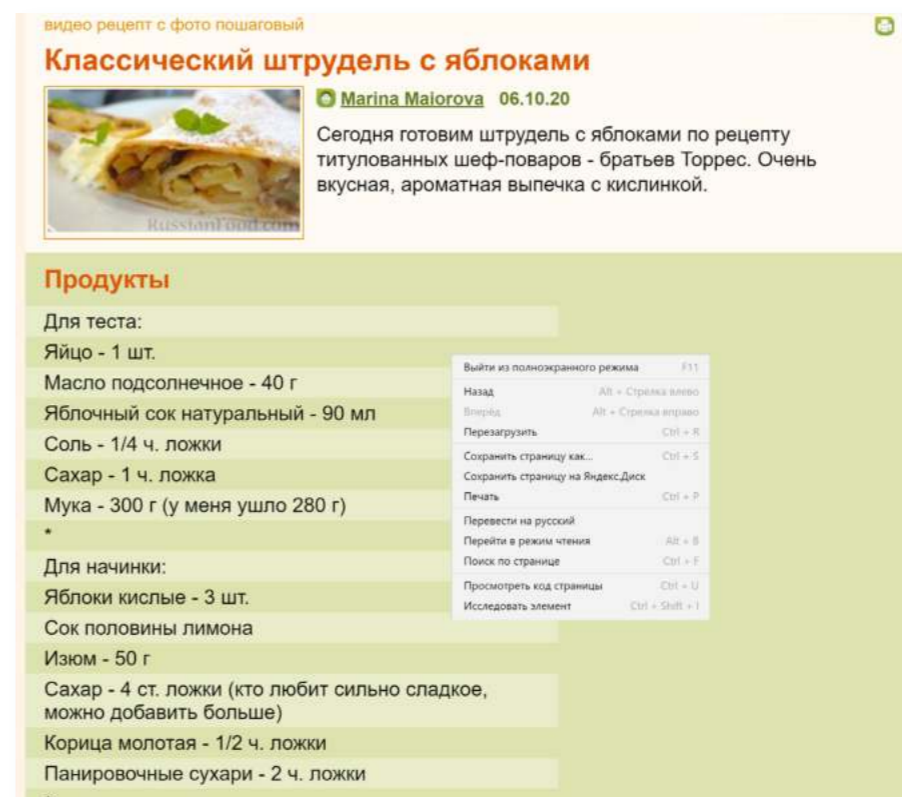 видео рецепт с фото пошаговый
Классический штрудель с яблоками
Marina Maiorova 06.10.20
Сегодня готовим штрудель с яблоками по рецепту
титулованных шеф-поваров - братьев Торрес. Очень
вкусная, ароматная выпечка с кислинкой.
RussianFood.com
Продукты
Для теста:
Яйцо - 1 шт.
Масло подсолнечное - 40 г
Яблочный сок натуральный - 90 мл
Соль - 1/4 ч. ложки
Сахар - 1 ч. ложка
Мука - 300 г (у меня ушло 280 г)
*
Для начинки:
Яблоки кислые - 3 шт.
Сок половины лимона
Изюм - 50 г
Сахар - 4 ст. ложки (кто любит сильно сладкое,
можно добавить больше)
Корица молотая - 1/2 ч. ложки
Панировочные сухари - 2 ч. ложки
Выйти из полноэкранного режима F11
Назад Alt + Стрелка влево
Вперёд Alt + Стрелка вправо
Перезагрузить Ctrl + R
Сохранить страницу как... Ctrl + S
Сохранить страницу на Яндекс.Диск
Печать Ctrl + P
Перевести на русский
Перейти в режим чтения Alt + B
Поиск по странице Ctrl + F
Просмотреть код страницы Ctrl + U
Исследовать элемент Ctrl + Shift + I